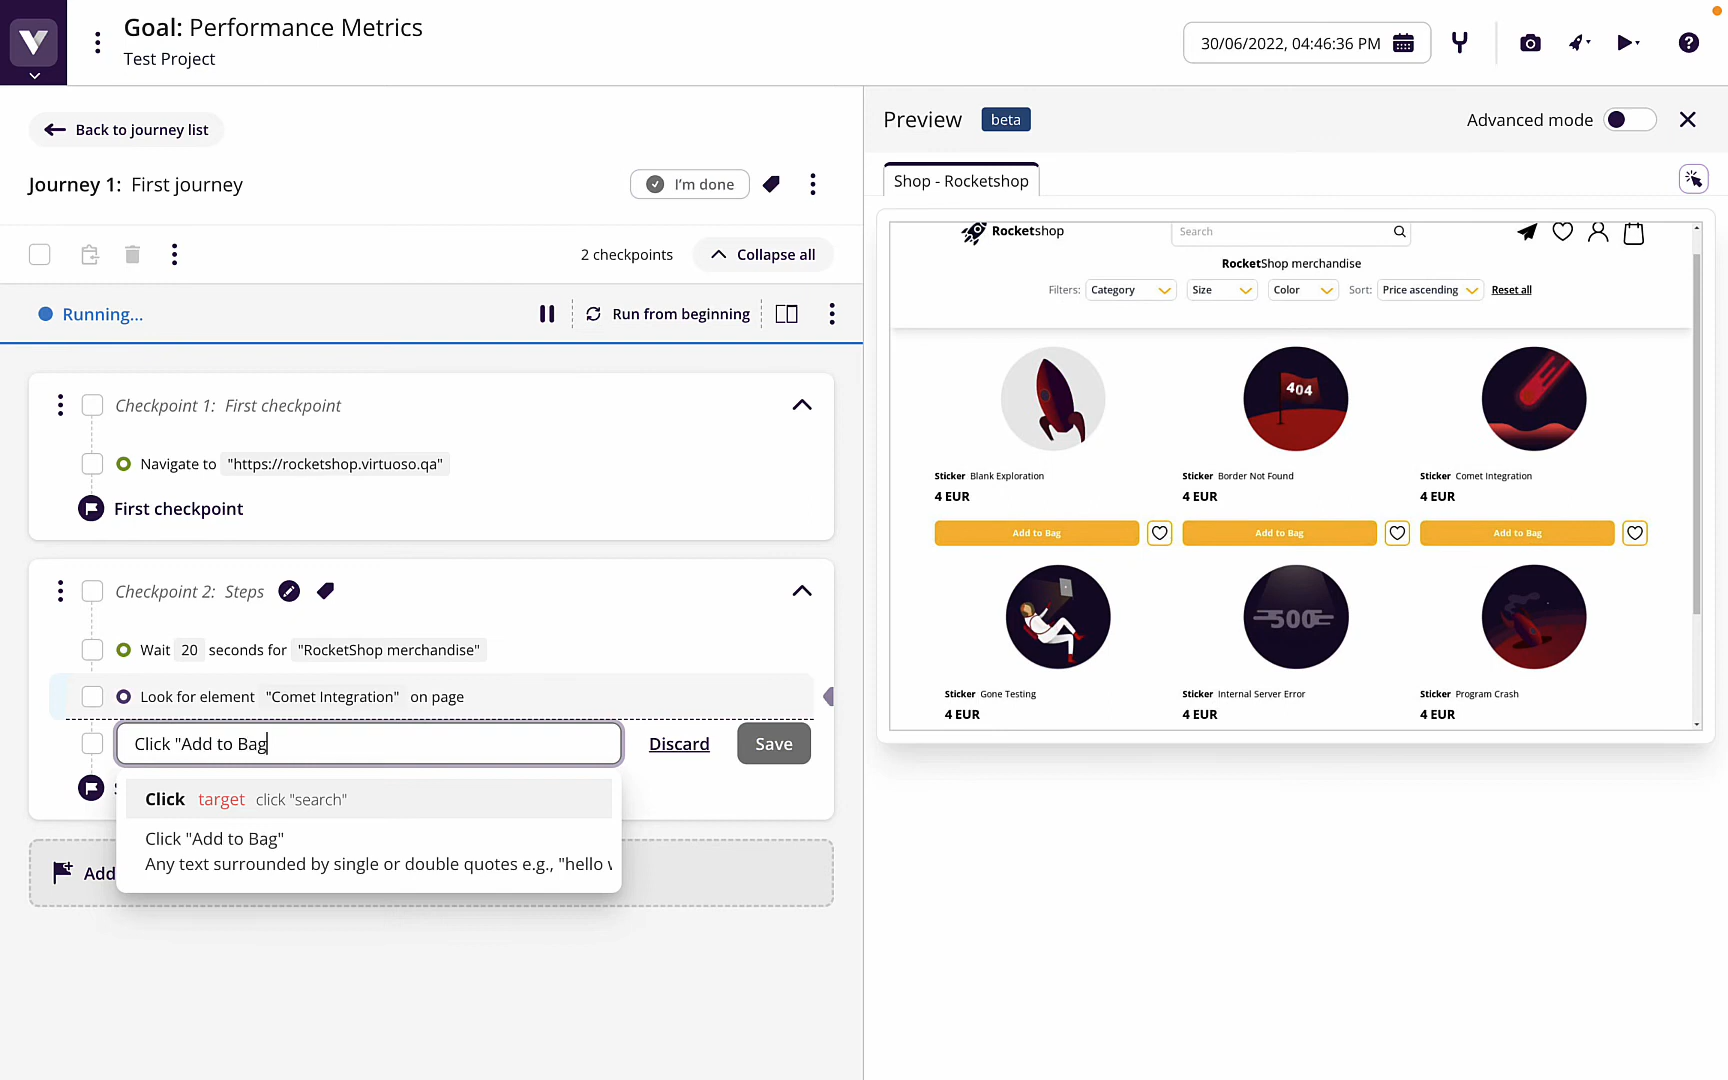 Goal: Performance Metrics
Test Project
30/06/2022, 04:46:36 PM
Back to journey list
Journey 1: First journey
I'm done
2 checkpoints
Collapse all
Running...
Run from beginning
Checkpoint 1: First checkpoint
Navigate to "https://rocketshop.virtuoso.qa"
First checkpoint
Checkpoint 2: Steps
Wait 20 seconds for "RocketShop merchandise"
Look for element "Comet Integration" on page
Click "Add to Bag
Discard
Save
Click target click "search"
Click "Add to Bag"
Any text surrounded by single or double quotes e.g., "hello
Add
Preview beta
Advanced mode
Shop - Rocketshop
Rocketshop
Search
RocketShop merchandise
Filters: Category Size Color Sort: Price ascending Reset all
404
Sticker Blank Exploration
4 EUR
Add to Bag
Sticker Border Not Found
4 EUR
Add to Bag
Sticker Comet Integration
4 EUR
Add to Bag
500
Sticker Gone Testing
4 EUR
Sticker Internal Server Error
4 EUR
Sticker Program Crash
4 EUR